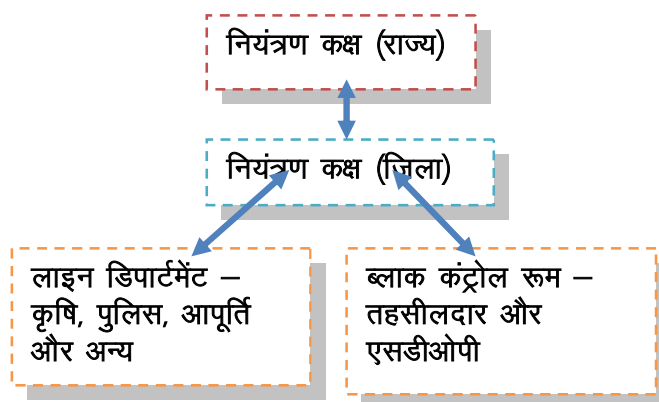 नियंत्रण कक्ष (राज्य)
नियंत्रण कक्ष (जिला)
लाइन डिपार्टमेंट –
कृषि, पुलिस, आपूर्ति
और अन्य
ब्लाक कंट्रोल रूम –
तहसीलदार और
एसडीओपी